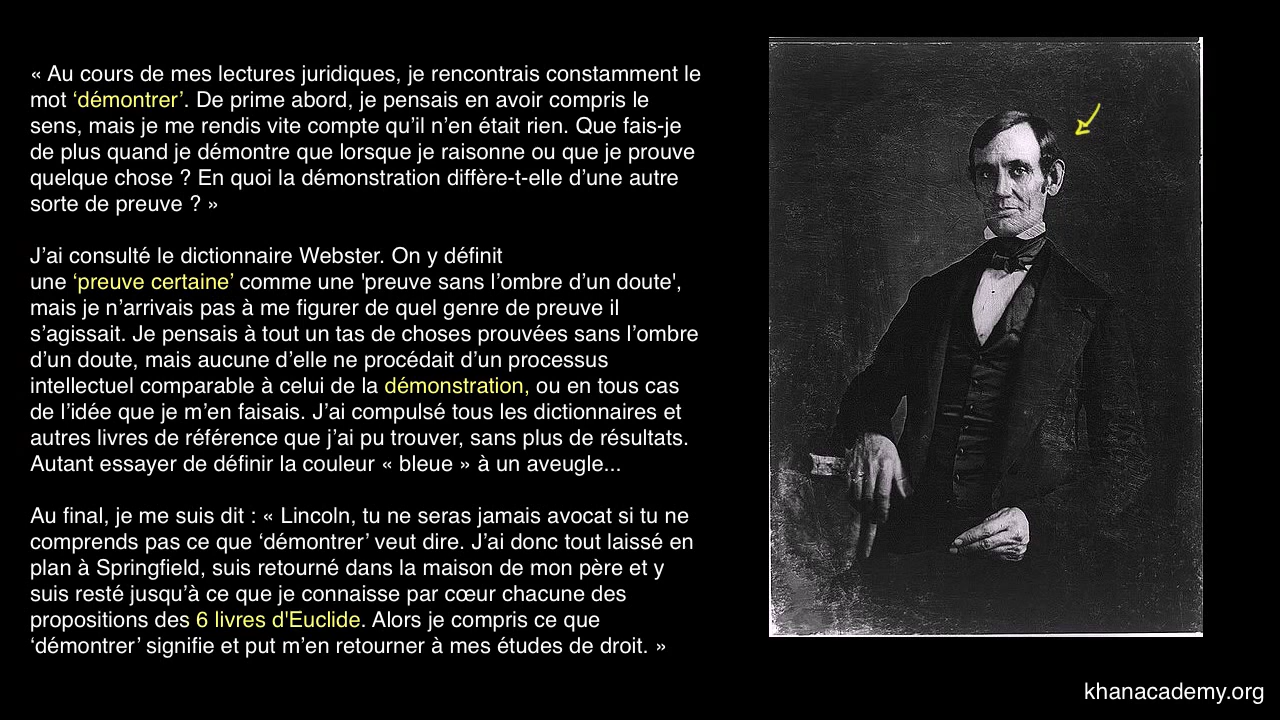 « Au cours de mes lectures juridiques, je rencontrais constamment le
mot ‘démontrer’. De prime abord, je pensais en avoir compris le
sens, mais je me rendis vite compte qu’il n’en était rien. Que fais-je
de plus quand je démontre que lorsque je raisonne ou que je prouve
quelque chose ? En quoi la démonstration diffère-t-elle d’une autre
sorte de preuve ? »
J’ai consulté le dictionnaire Webster. On y définit
une ‘preuve certaine’ comme une 'preuve sans l’ombre d’un doute',
mais je n’arrivais pas à me figurer de quel genre de preuve il
s’agissait. Je pensais à tout un tas de choses prouvées sans l’ombre
d’un doute, mais aucune d’elle ne procédait d’un processus
intellectuel comparable à celui de la démonstration, ou en tous cas
de l’idée que je m’en faisais. J’ai compulsé tous les dictionnaires et
autres livres de référence que j’ai pu trouver, sans plus de résultats.
Autant essayer de définir la couleur « bleue » à un aveugle...
Au final, je me suis dit : « Lincoln, tu ne seras jamais avocat si tu ne
comprends pas ce que ‘démontrer’ veut dire. J’ai donc tout laissé en
plan à Springfield, suis retourné dans la maison de mon père et y
suis resté jusqu’à ce que je connaisse par cœur chacune des
propositions des 6 livres d'Euclide. Alors je compris ce que
‘démontrer’ signifie et put m’en retourner à mes études de droit. »
khanacademy.org